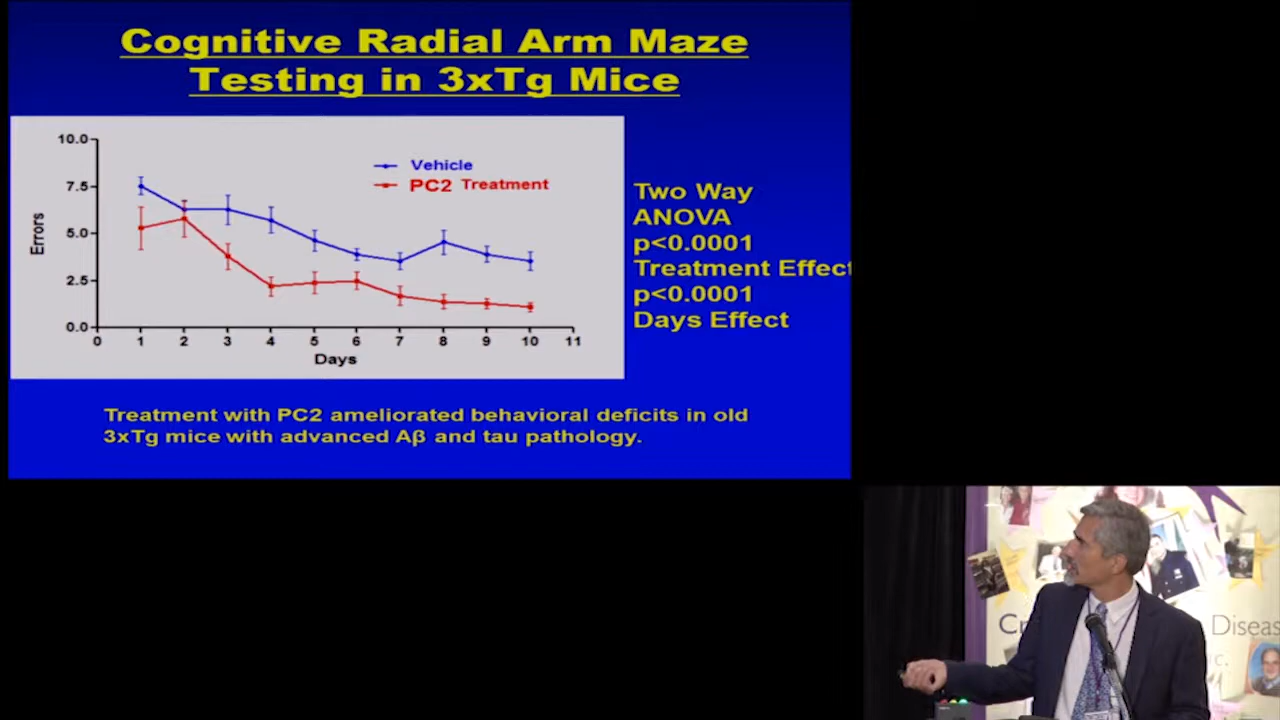 Cognitive Radial Arm Maze
Testing in 3xTg Mice
10.0
7.5
5.0
2.5
0.0
Errors
Vehicle
PC2 Treatment
0 1 2 3 4 5 6 7 8 9 10 11
Days
Two Way
ANOVA
p<0.0001
Treatment Effect
p<0.0001
Days Effect
Treatment with PC2 ameliorated behavioral deficits in old
3xTg mice with advanced Aβ and tau pathology.
Disea